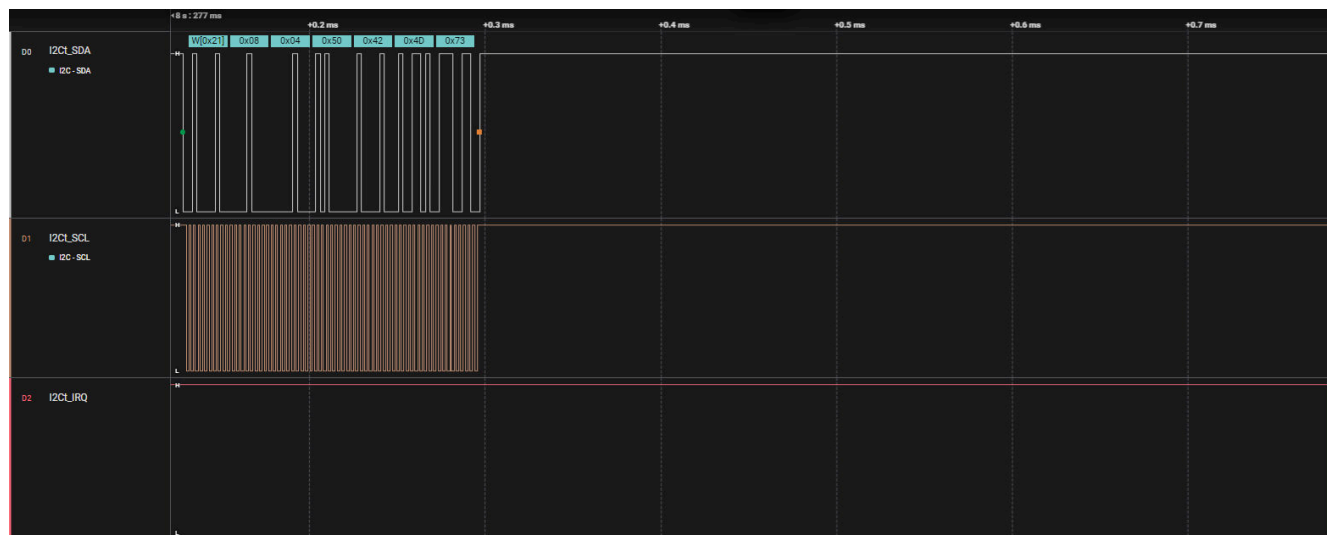 8 s : 277 ms
+0.2 ms +0.3 ms +0.4 ms +0.5 ms +0.6 ms +0.7 ms
W[0x21] 0x08 0x04 0x50 0x42 0x4D 0x73
D0 I2Ct_SDA H
I2C - SDA
L
D1 I2Ct_SCL H
I2C - SCL
L
H
D2 I2Ct_IRQ
L